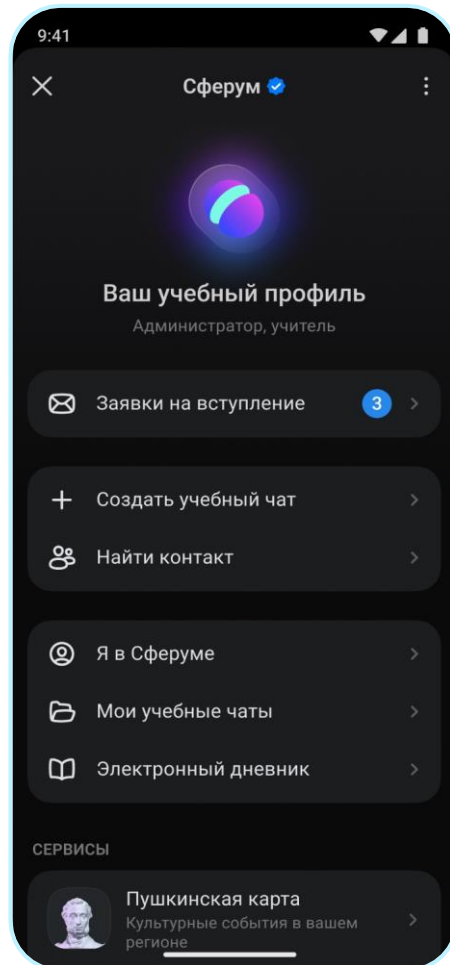 9:41
Сферум
Ваш учебный профиль
Администратор, учитель
Заявки на вступление 3
Создать учебный чат
Найти контакт
Я в Сферуме
Мои учебные чаты
Электронный дневник
СЕРВИСЫ
Пушкинская карта
Культурные события в вашем
регионе